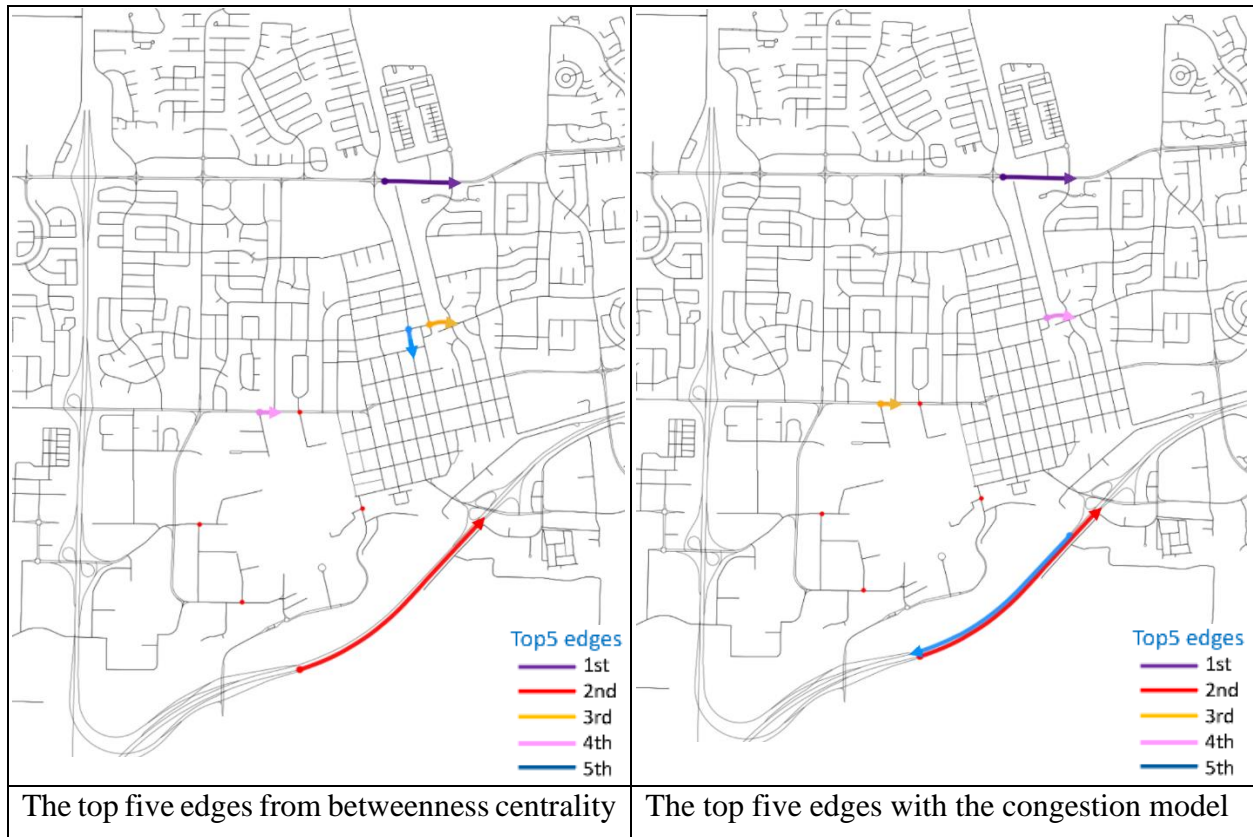 Top5 edges
1st
2nd
3rd
4th
5th
Top5 edges
1st
2nd
3rd
4th
5th
The top five edges from betweenness centrality
The top five edges with the congestion model